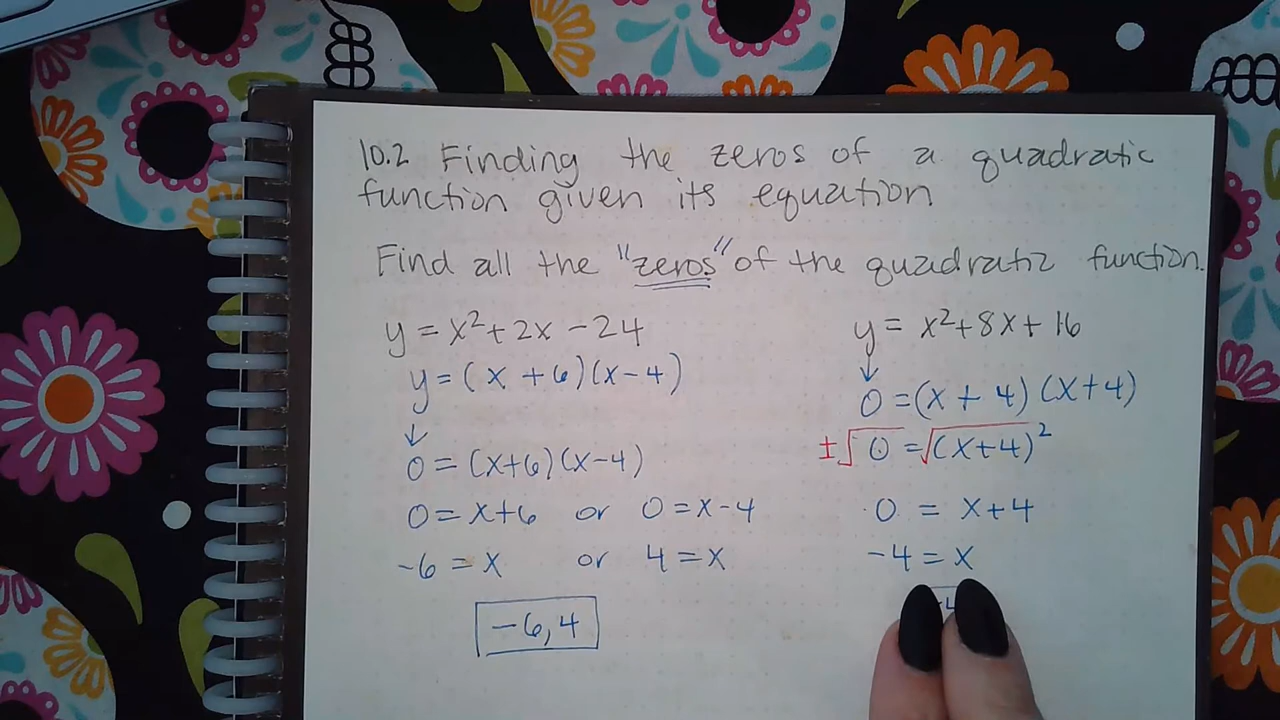 10.2 Finding the zeros of a quadratic
function given its equation
Find all the "zeros" of the quadratic function.
y = x²+2x-24
y = (x+6)(x-4)
0 = (x+6)(x-4)
0 = x+6 or 0 = x-4
-6 = x or 4 = x
-6,4
y = x²+8x+16
0 = (x+4)(x+4)
±√0 = √(x+4)²
0 = x+4
-4 = x